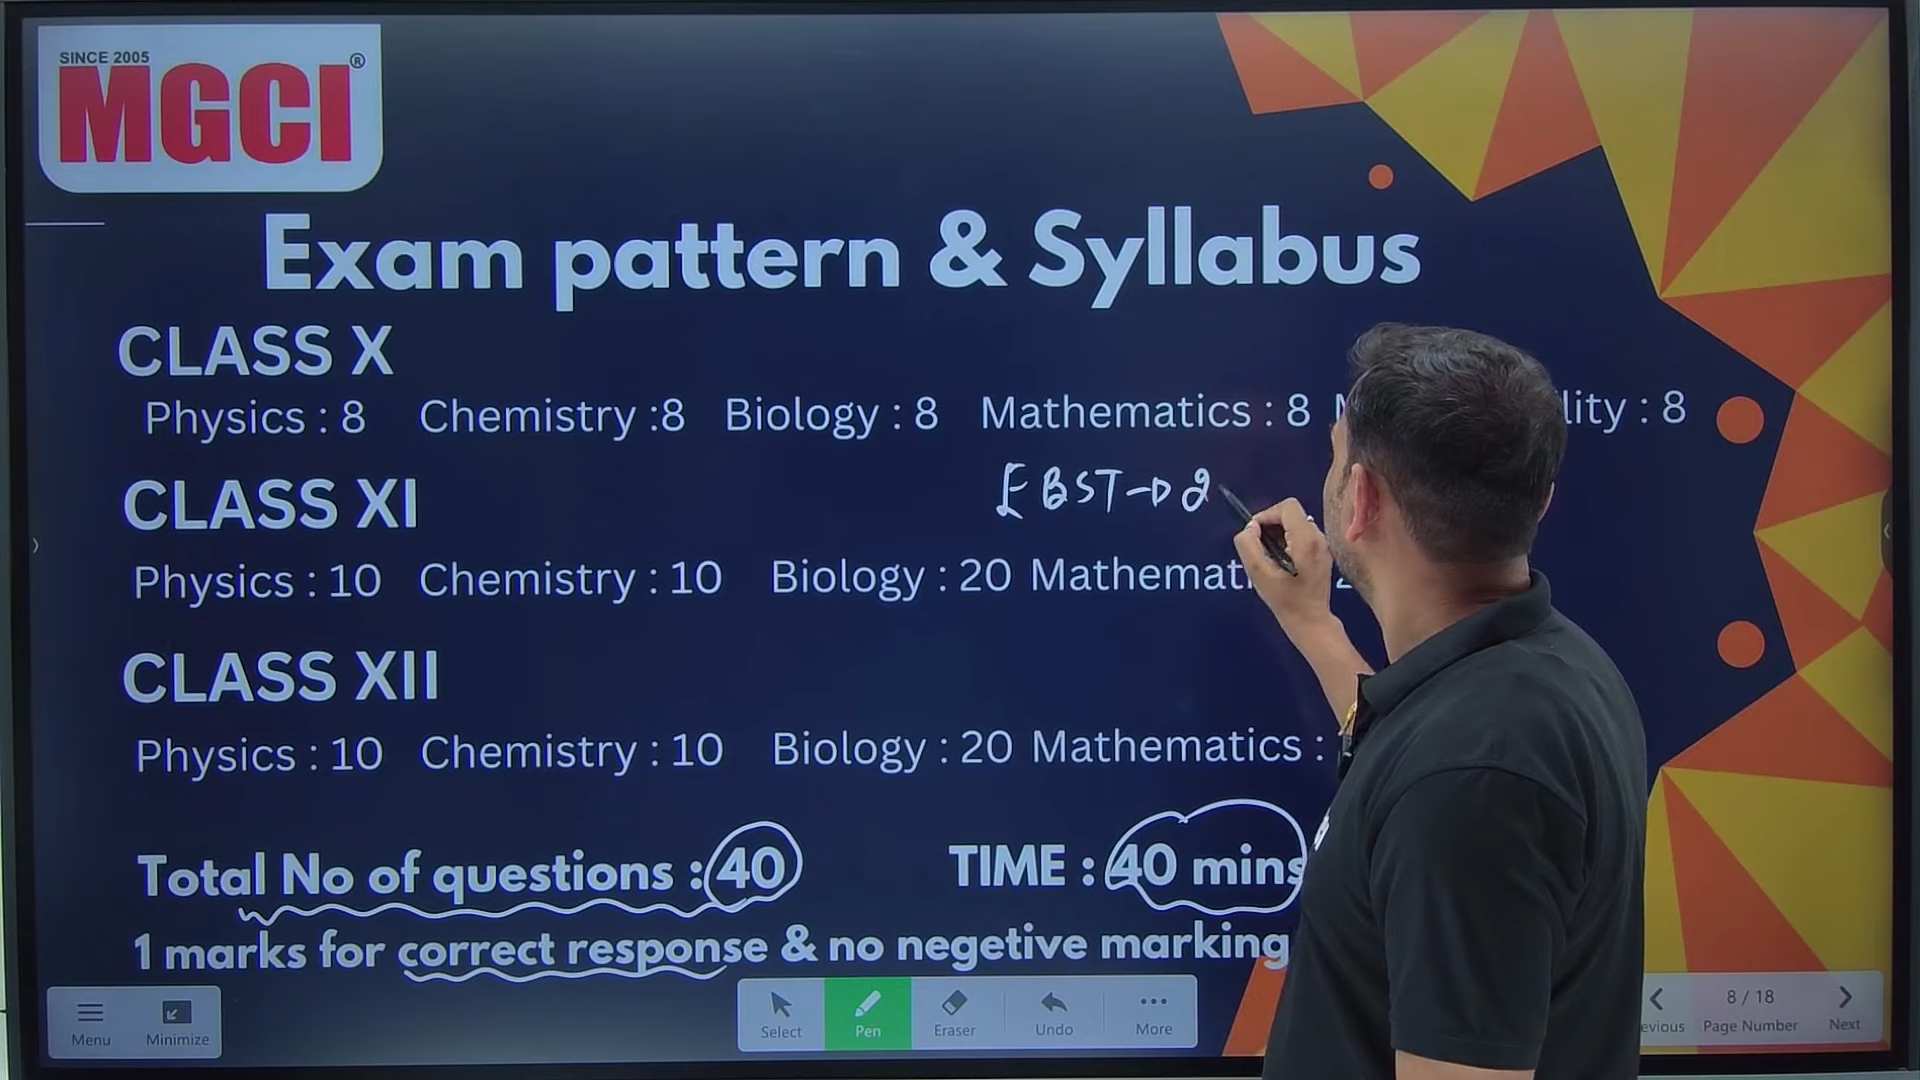 SINCE 2005
MGCI®
Exam pattern & Syllabus
CLASS X
Physics : 8 Chemistry :8 Biology : 8 Mathematics : 8 lity : 8
EBST→2
CLASS XI
Physics : 10 Chemistry : 10 Biology : 20 Mathemat
CLASS XII
Physics : 10 Chemistry : 10 Biology : 20 Mathematics :
Total No of questions : 40 TIME : 40 mins
1 marks for correct response & no negetive marking
Menu Minimize Select Pen Eraser Undo More evious Page Number Next
8 / 18